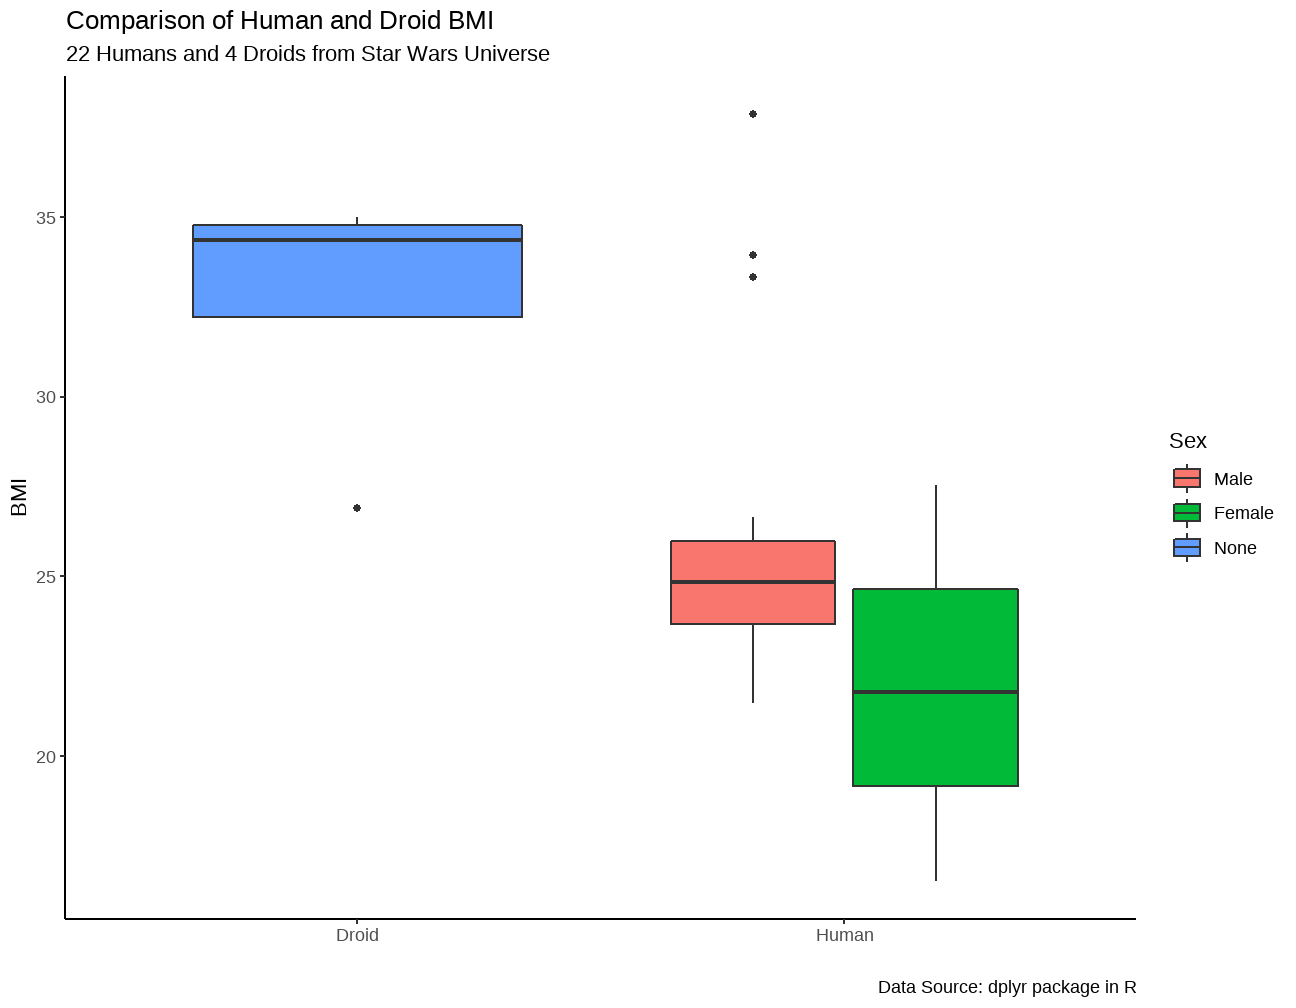 Comparison of Human and Droid BMI
22 Humans and 4 Droids from Star Wars Universe
BMI
35
30
25
20
Droid
Human
Sex
Male
Female
None
Data Source: dplyr package in R